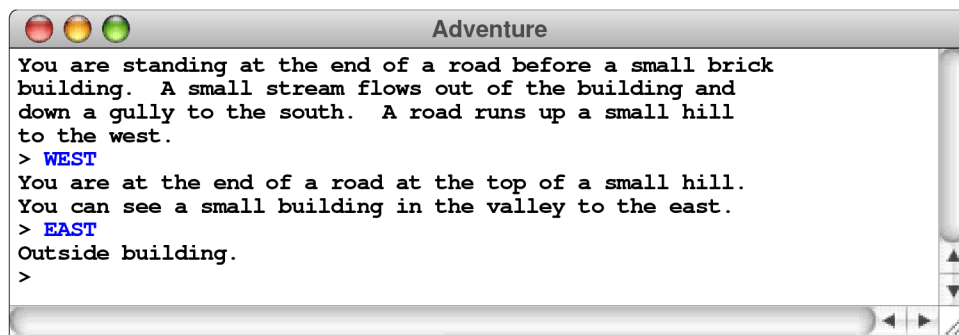 Adventure
You are standing at the end of a road before a small brick
building.  A small stream flows out of the building and
down a gully to the south.  A road runs up a small hill
to the west.
> WEST
You are at the end of a road at the top of a small hill.
You can see a small building in the valley to the east.
> EAST
Outside building.
>